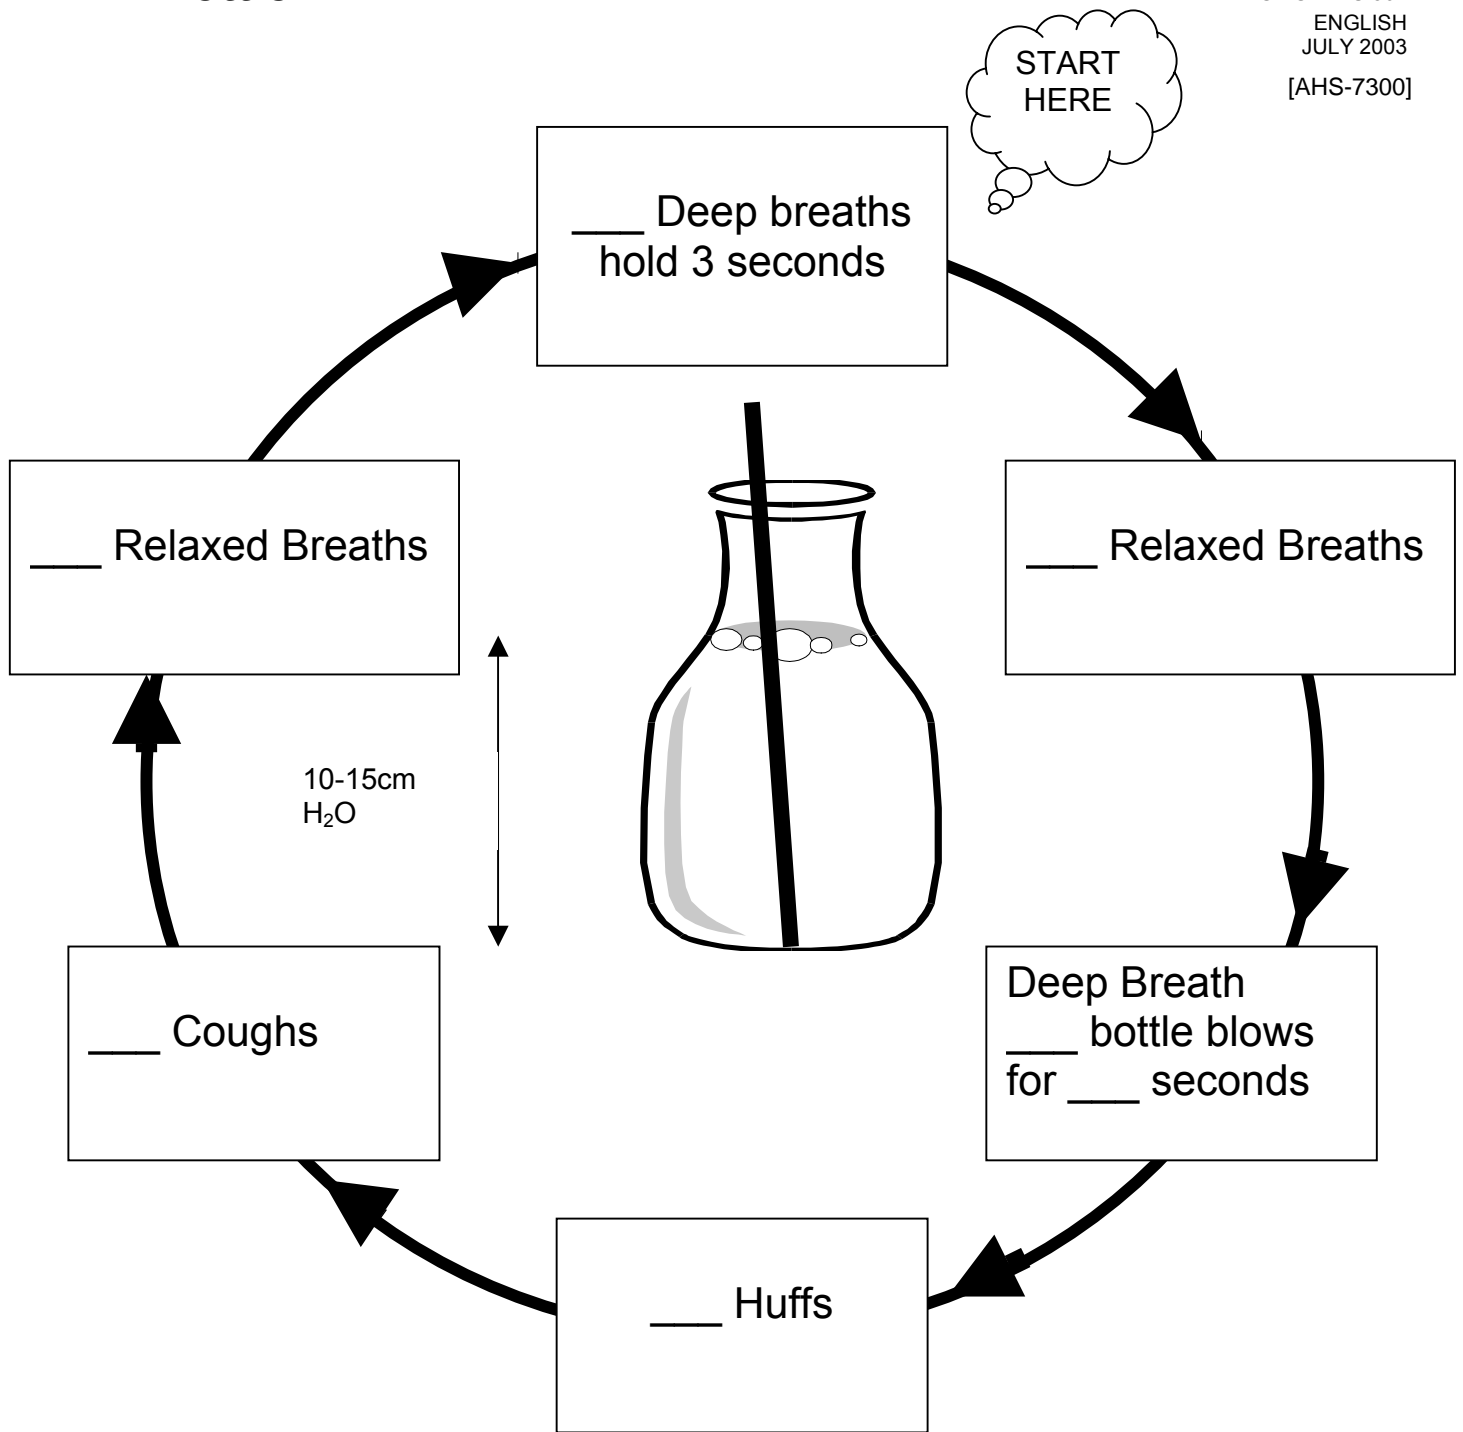 ENGLISH
JULY 2003
[AHS-7300]
START
HERE
___ Deep breaths
hold 3 seconds
___ Relaxed Breaths
___ Relaxed Breaths
10-15cm
H₂O
___ Coughs
Deep Breath
___ bottle blows
for ___ seconds
___ Huffs